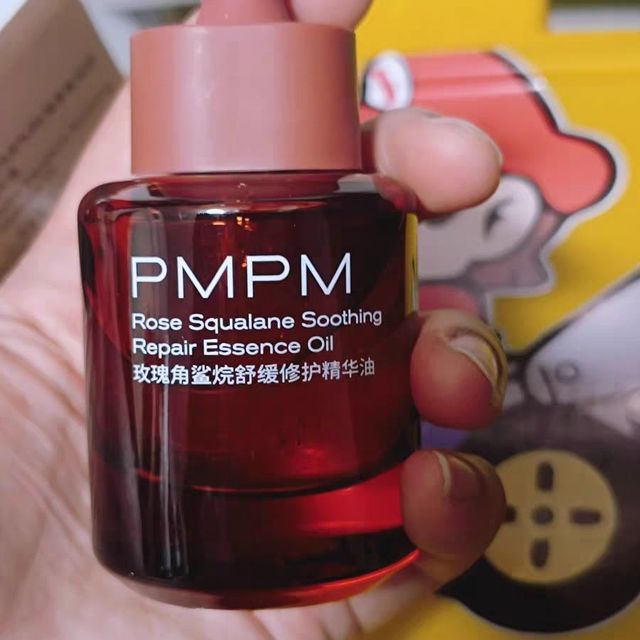 PMPM
Rose Squalane Soothing
Repair Essence Oil
玫瑰角鲨烷舒缓修护精华油